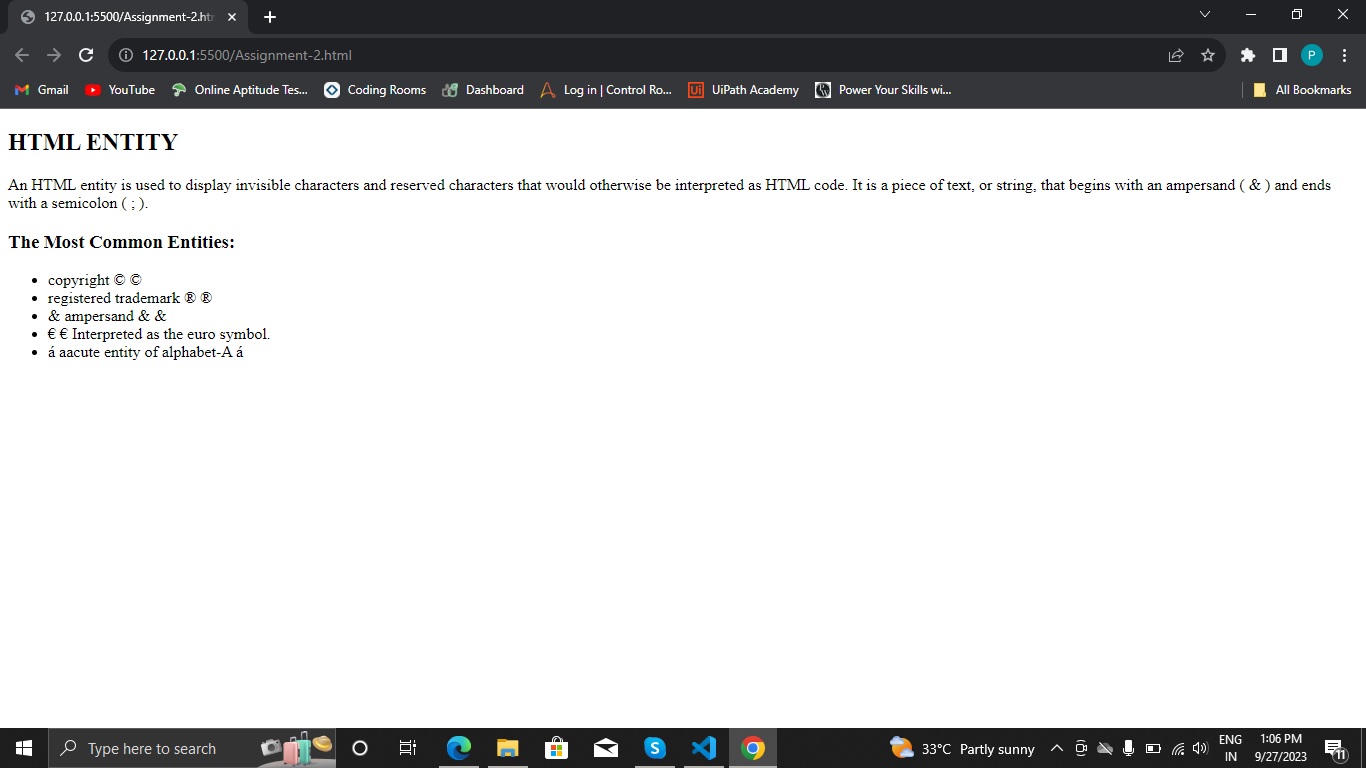 127.0.0.1:5500/Assignment-2.htm
127.0.0.1:5500/Assignment-2.html
P
Gmail YouTube Online Aptitude Tes... Coding Rooms Dashboard Log in | Control Ro... UiPath Academy Power Your Skills wi... All Bookmarks
HTML ENTITY
An HTML entity is used to display invisible characters and reserved characters that would otherwise be interpreted as HTML code. It is a piece of text, or string, that begins with an ampersand ( & ) and ends
with a semicolon ( ; ).
The Most Common Entities:
• copyright © ©
• registered trademark ® ®
• & ampersand & &
• € € Interpreted as the euro symbol.
• á aacute entity of alphabet-A á
Type here to search 33°C Partly sunny ENG 1:06 PM
IN 9/27/2023 11